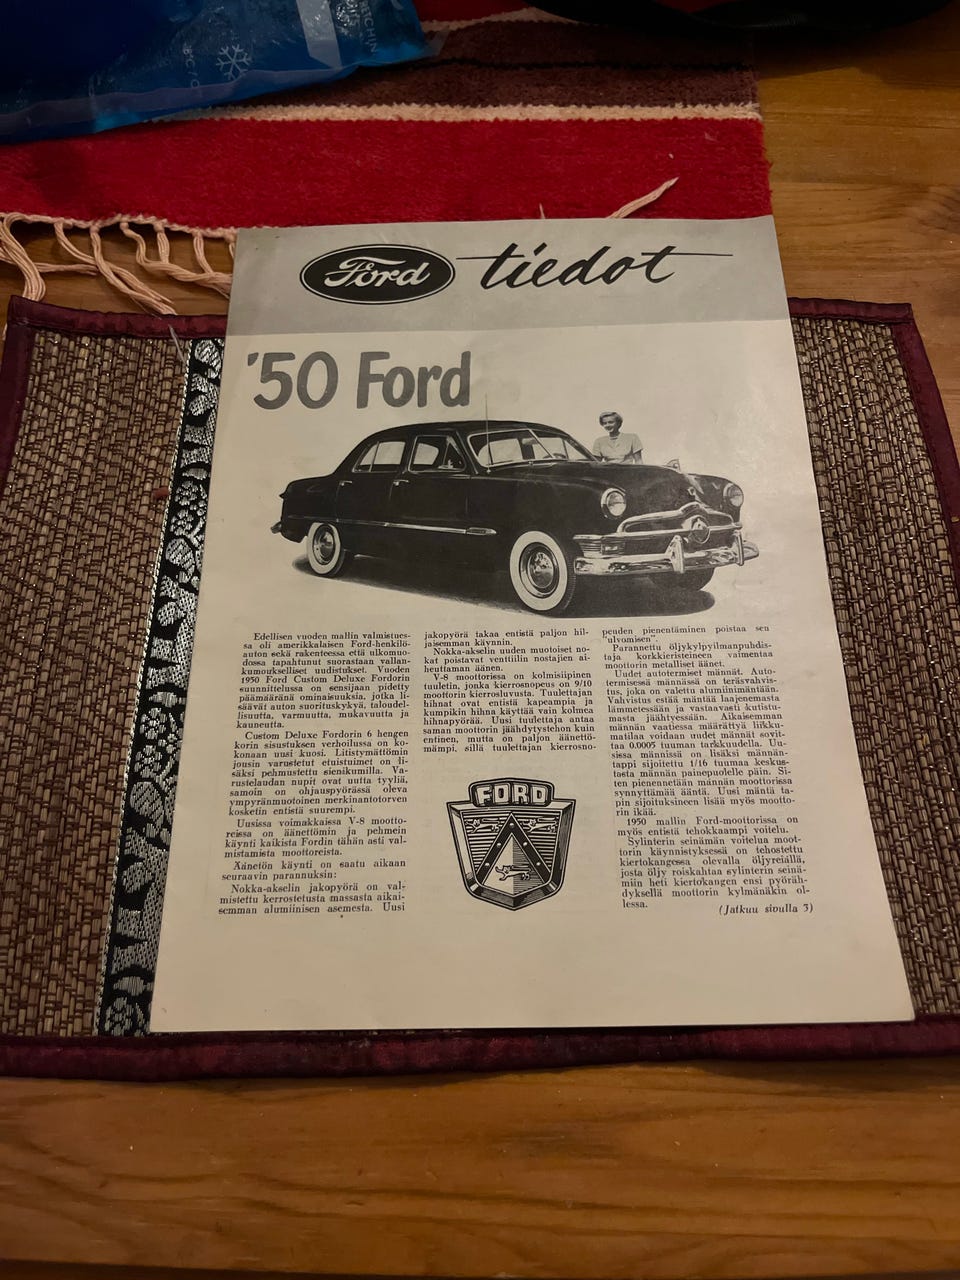 Ford tiedot
'50 Ford
Edellisen vuoden mallin valmistues-
sa oli amerikkalaisen Ford-henkilö-
auton sekä rakenteessa että ulkomuo-
dossa tapahtunut suorastaan vallan-
kumoukselliset uudistukset. Vuoden
1950 Ford Custom Deluxe Fordorin
suunnittelussa on sensijaan pidetty
päämääränä ominaisuuksia, jotka li-
säävät auton suorituskykyä, taloudel-
lisuutta, varmuutta, mukavuutta ja
kauneutta.
Custom Deluxe Fordorin 6 hengen
korin sisustuksen verhoilussa on ko-
konaan uusi kuosi. Litistymättömin
jousin varustetut etuistuimet on li-
säksi pehmustettu sienikumilla. Va-
rustelaudan nupit ovat uutta tyyliä,
samoin on ohjauspyörässä oleva
ympyränmuotoinen merkinantotorven
kosketin entistä suurempi.
Uusissa voimakkaissa V-8 mootto-
reissa on äänettömin ja pehmein
käynti kaikista Fordin tähän asti val-
mistamista moottoreista.
Äänetön käynti on saatu aikaan
seuraavin parannuksin:
Nokka-akselin jakopyörä on val-
mistettu kerrostetusta massasta aikai-
semman alumiinisen asemesta. Uusi
jakopyörä takaa entistä paljon hil-
jaisemman käynnin.
Nokka-akselin uuden muotoiset no-
kat poistavat venttiilin nostajien ai-
heuttaman äänen.
V-8 moottorissa on kolmisiipinen
tuuletin, jonka kierrosnopeus on 9/10
moottorin kierrosluvusta. Tuulettajan
hihnat ovat entistä kapeampia ja
kumpikin hihna käyttää vain kolmea
hihnapyörää. Uusi tuulettaja antaa
saman moottorin jäähdytystehon kuin
entinen, mutta on paljon äänettö-
mämpi, sillä tuulettajan kierrosno-
FORD
peuden pienentäminen poistaa sen
"ulvomisen".
Parannettu öljykylpyilmanpuhdis-
taja korkkieristeineen vaimentaa
moottorin metalliset äänet.
Uudet autotermiset männät. Auto-
termisessä männässä on teräsvahvis-
tus, joka on valettu alumiinimäntään.
Vahvistus estää mäntää laajenemasta
lämmetessään ja vastaavasti kutistu-
masta jäähtyessään. Aikaisemman
männän vaatiessa määrättyä liikku-
matilaa voidaan uudet männät sovit-
taa 0.0005 tuuman tarkkuudella. Uu-
sissa männissä on lisäksi männän-
tappi sijoitettu 1/16 tuumaa keskus-
tasta männän painepuolelle päin. Si-
ten pienennetään männän moottorissa
synnyttämää ääntä. Uusi mäntä ta-
pin sijoituksineen lisää myös mootto-
rin ikää.
1950 mallin Ford-moottorissa on
myös entistä tehokkaampi voitelu.
Sylinterin seinämän voitelua moot-
torin käynnistyksessä on tehostettu
kiertokangessa olevalla öljyreiällä,
josta öljy roiskahtaa sylinterin seinä-
miin heti kiertokangen ensi pyöräh-
dyksellä moottorin kylmänäkin ol-
lessa.
(Jatkuu sivulla 3)